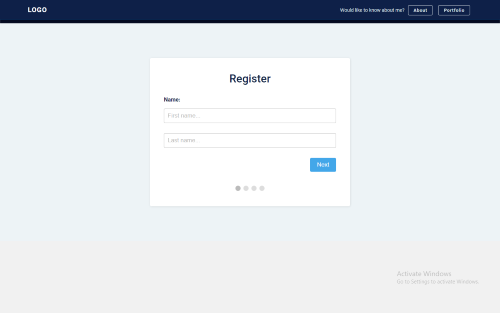 LOGO
Would to know about me? About Portfolio
Register
Name:
First name...
Last name...
Next
Activate Windows
Go to Settings to activate Windows.